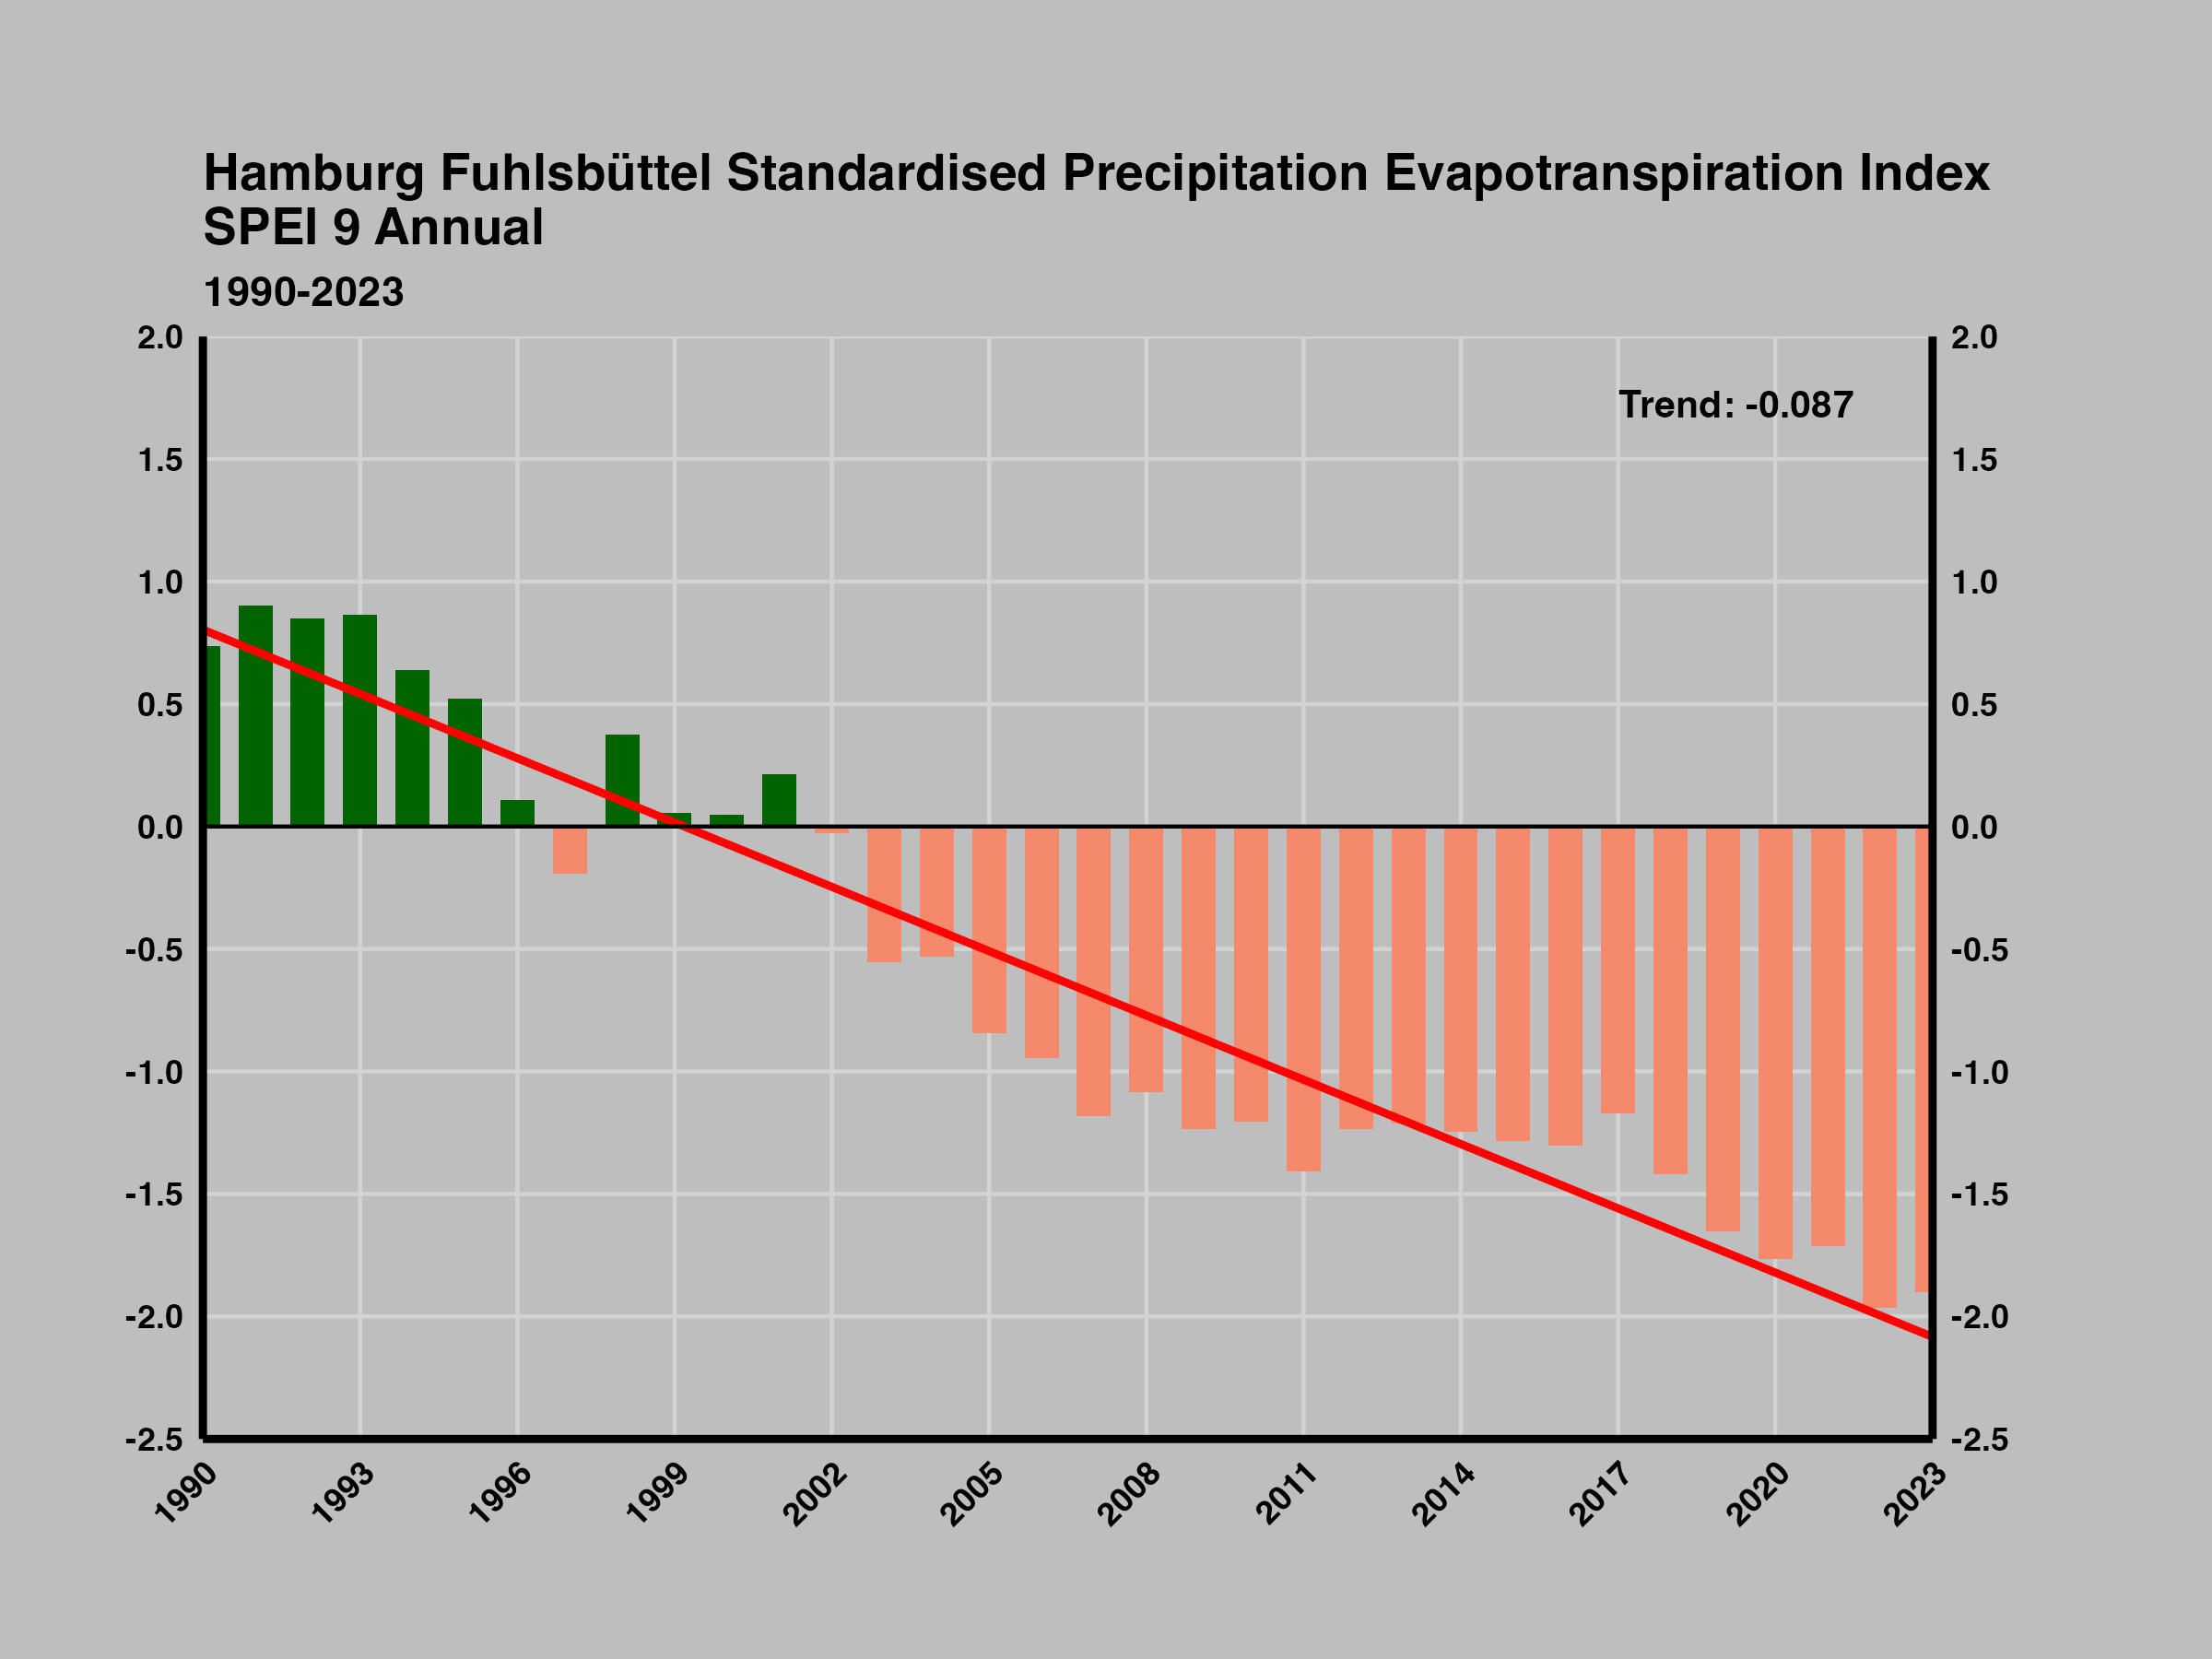 Hamburg Fuhlsbüttel Standardised Precipitation Evapotranspiration Index
SPEI 9 Annual
1990-2023
2.0 2.0
Trend: -0.087
1.5 1.5
1.0 1.0
0.5 0.5
0.0 0.0
-0.5 -0.5
-1.0 -1.0
-1.5 -1.5
-2.0 -2.0
-2.5 -2.5
1990 1993 1996 1999 2002 2005 2008 2011 2014 2017 2020 2023